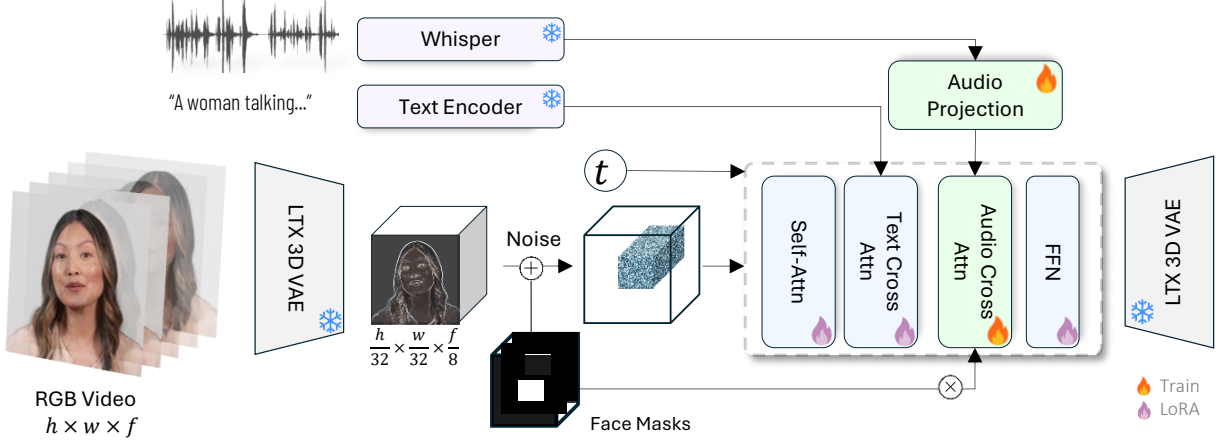 Whisper
"A woman talking..."
Text Encoder
Audio
Projection
t
LTX 3D VAE
Noise
+
h/32 × w/32 × f/8
Self-Attn
Text Cross
Attn
Audio Cross
Attn
FFN
LTX 3D VAE
×
RGB Video
h × w × f
Face Masks
Train
LoRA